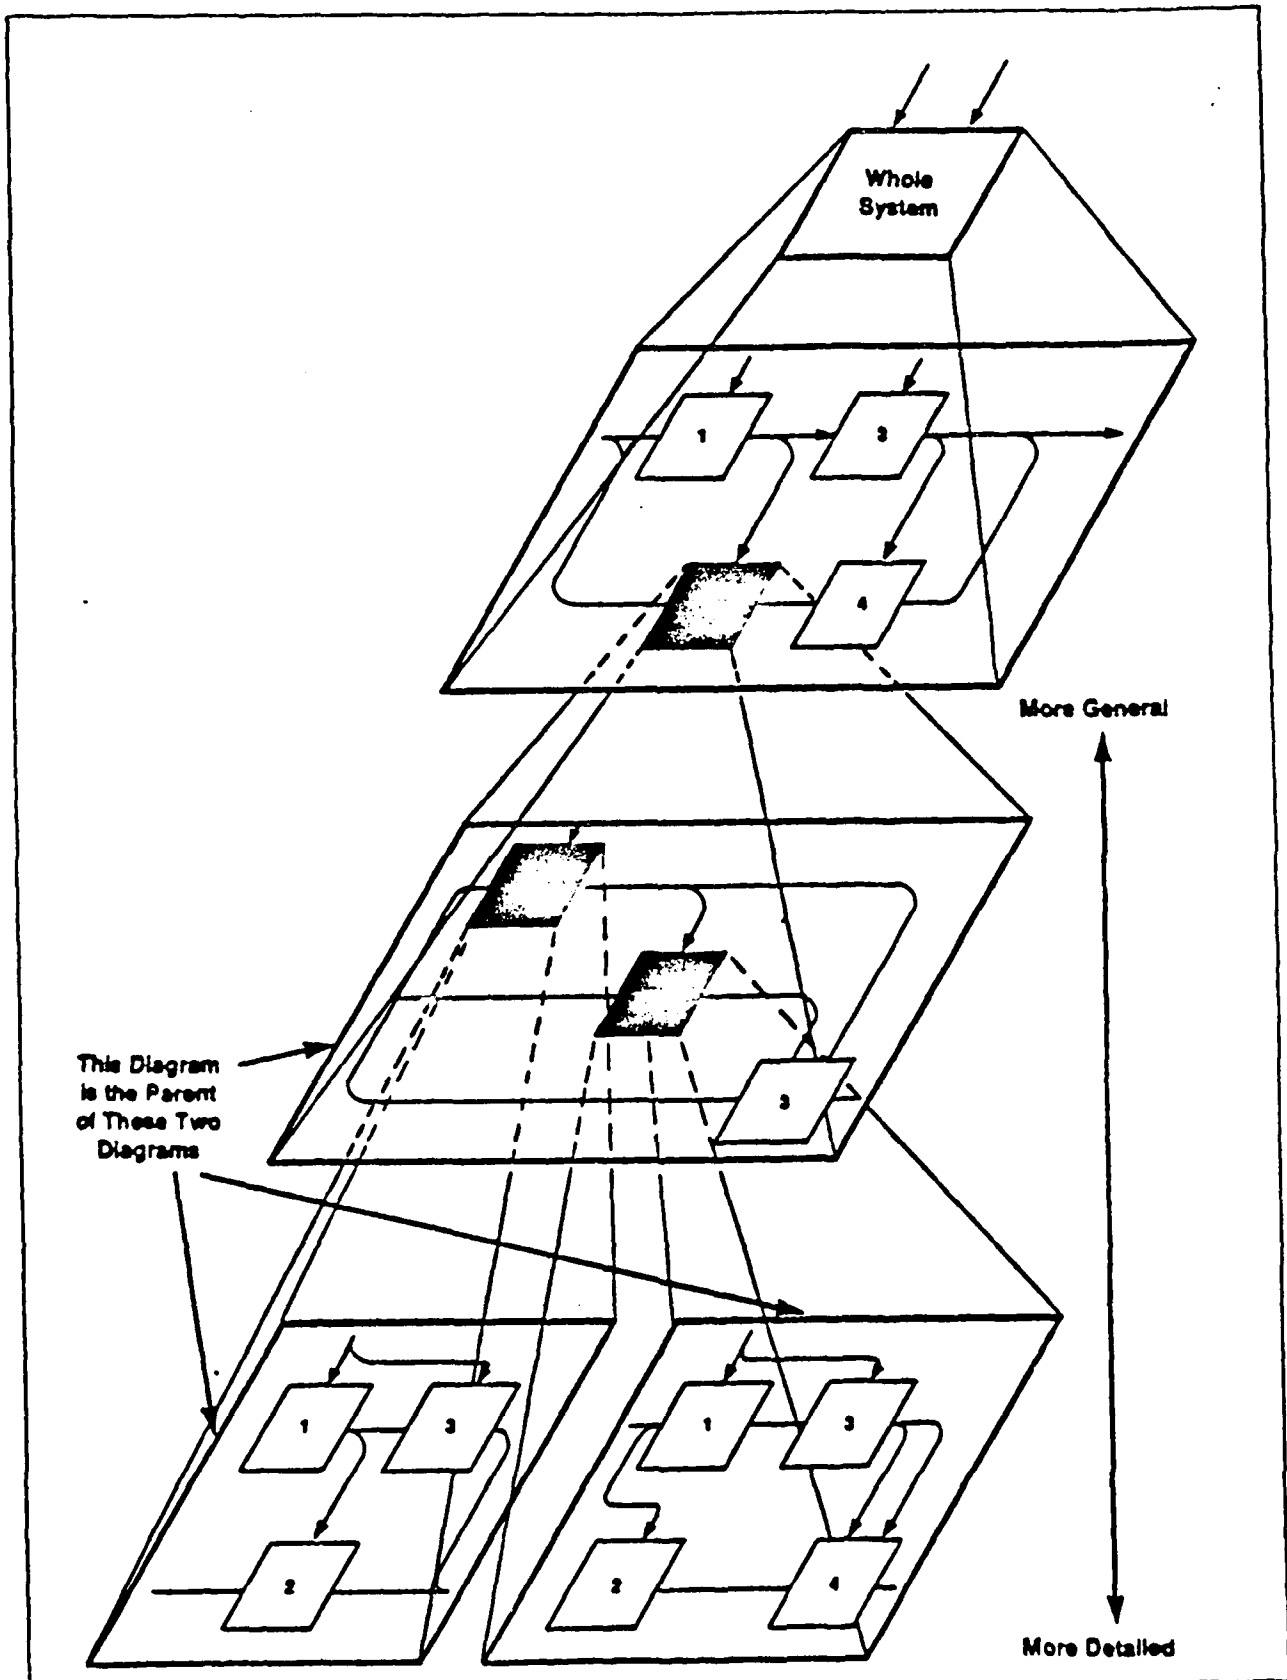 Whole
System
1
3
4
More General
This Diagram
is the Parent
of These Two
Diagrams
3
1
3
2
1
3
2
4
More Detailed